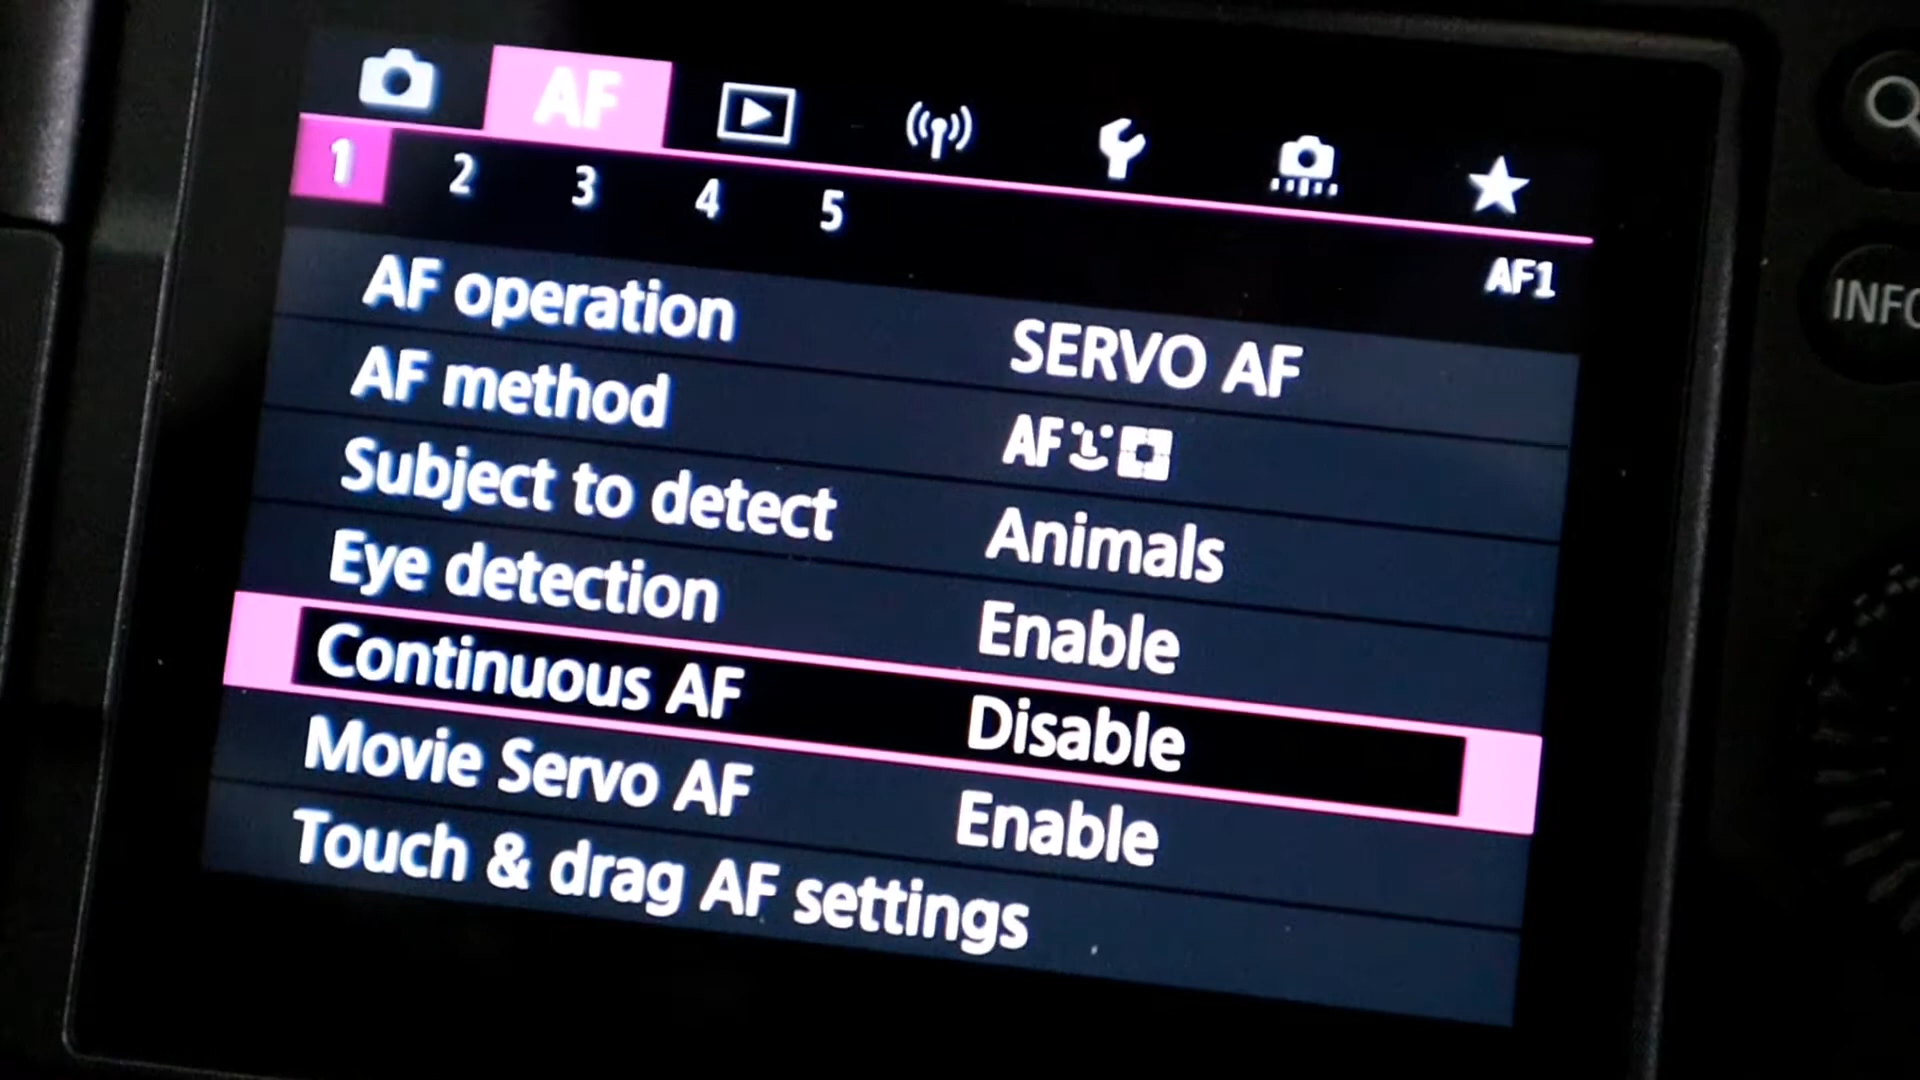 AF
1 2 3 4 5
AF1
AF operation SERVO AF
AF method AF
Subject to detect Animals
Eye detection Enable
Continuous AF Disable
Movie Servo AF Enable
Touch & drag AF settings
INFO